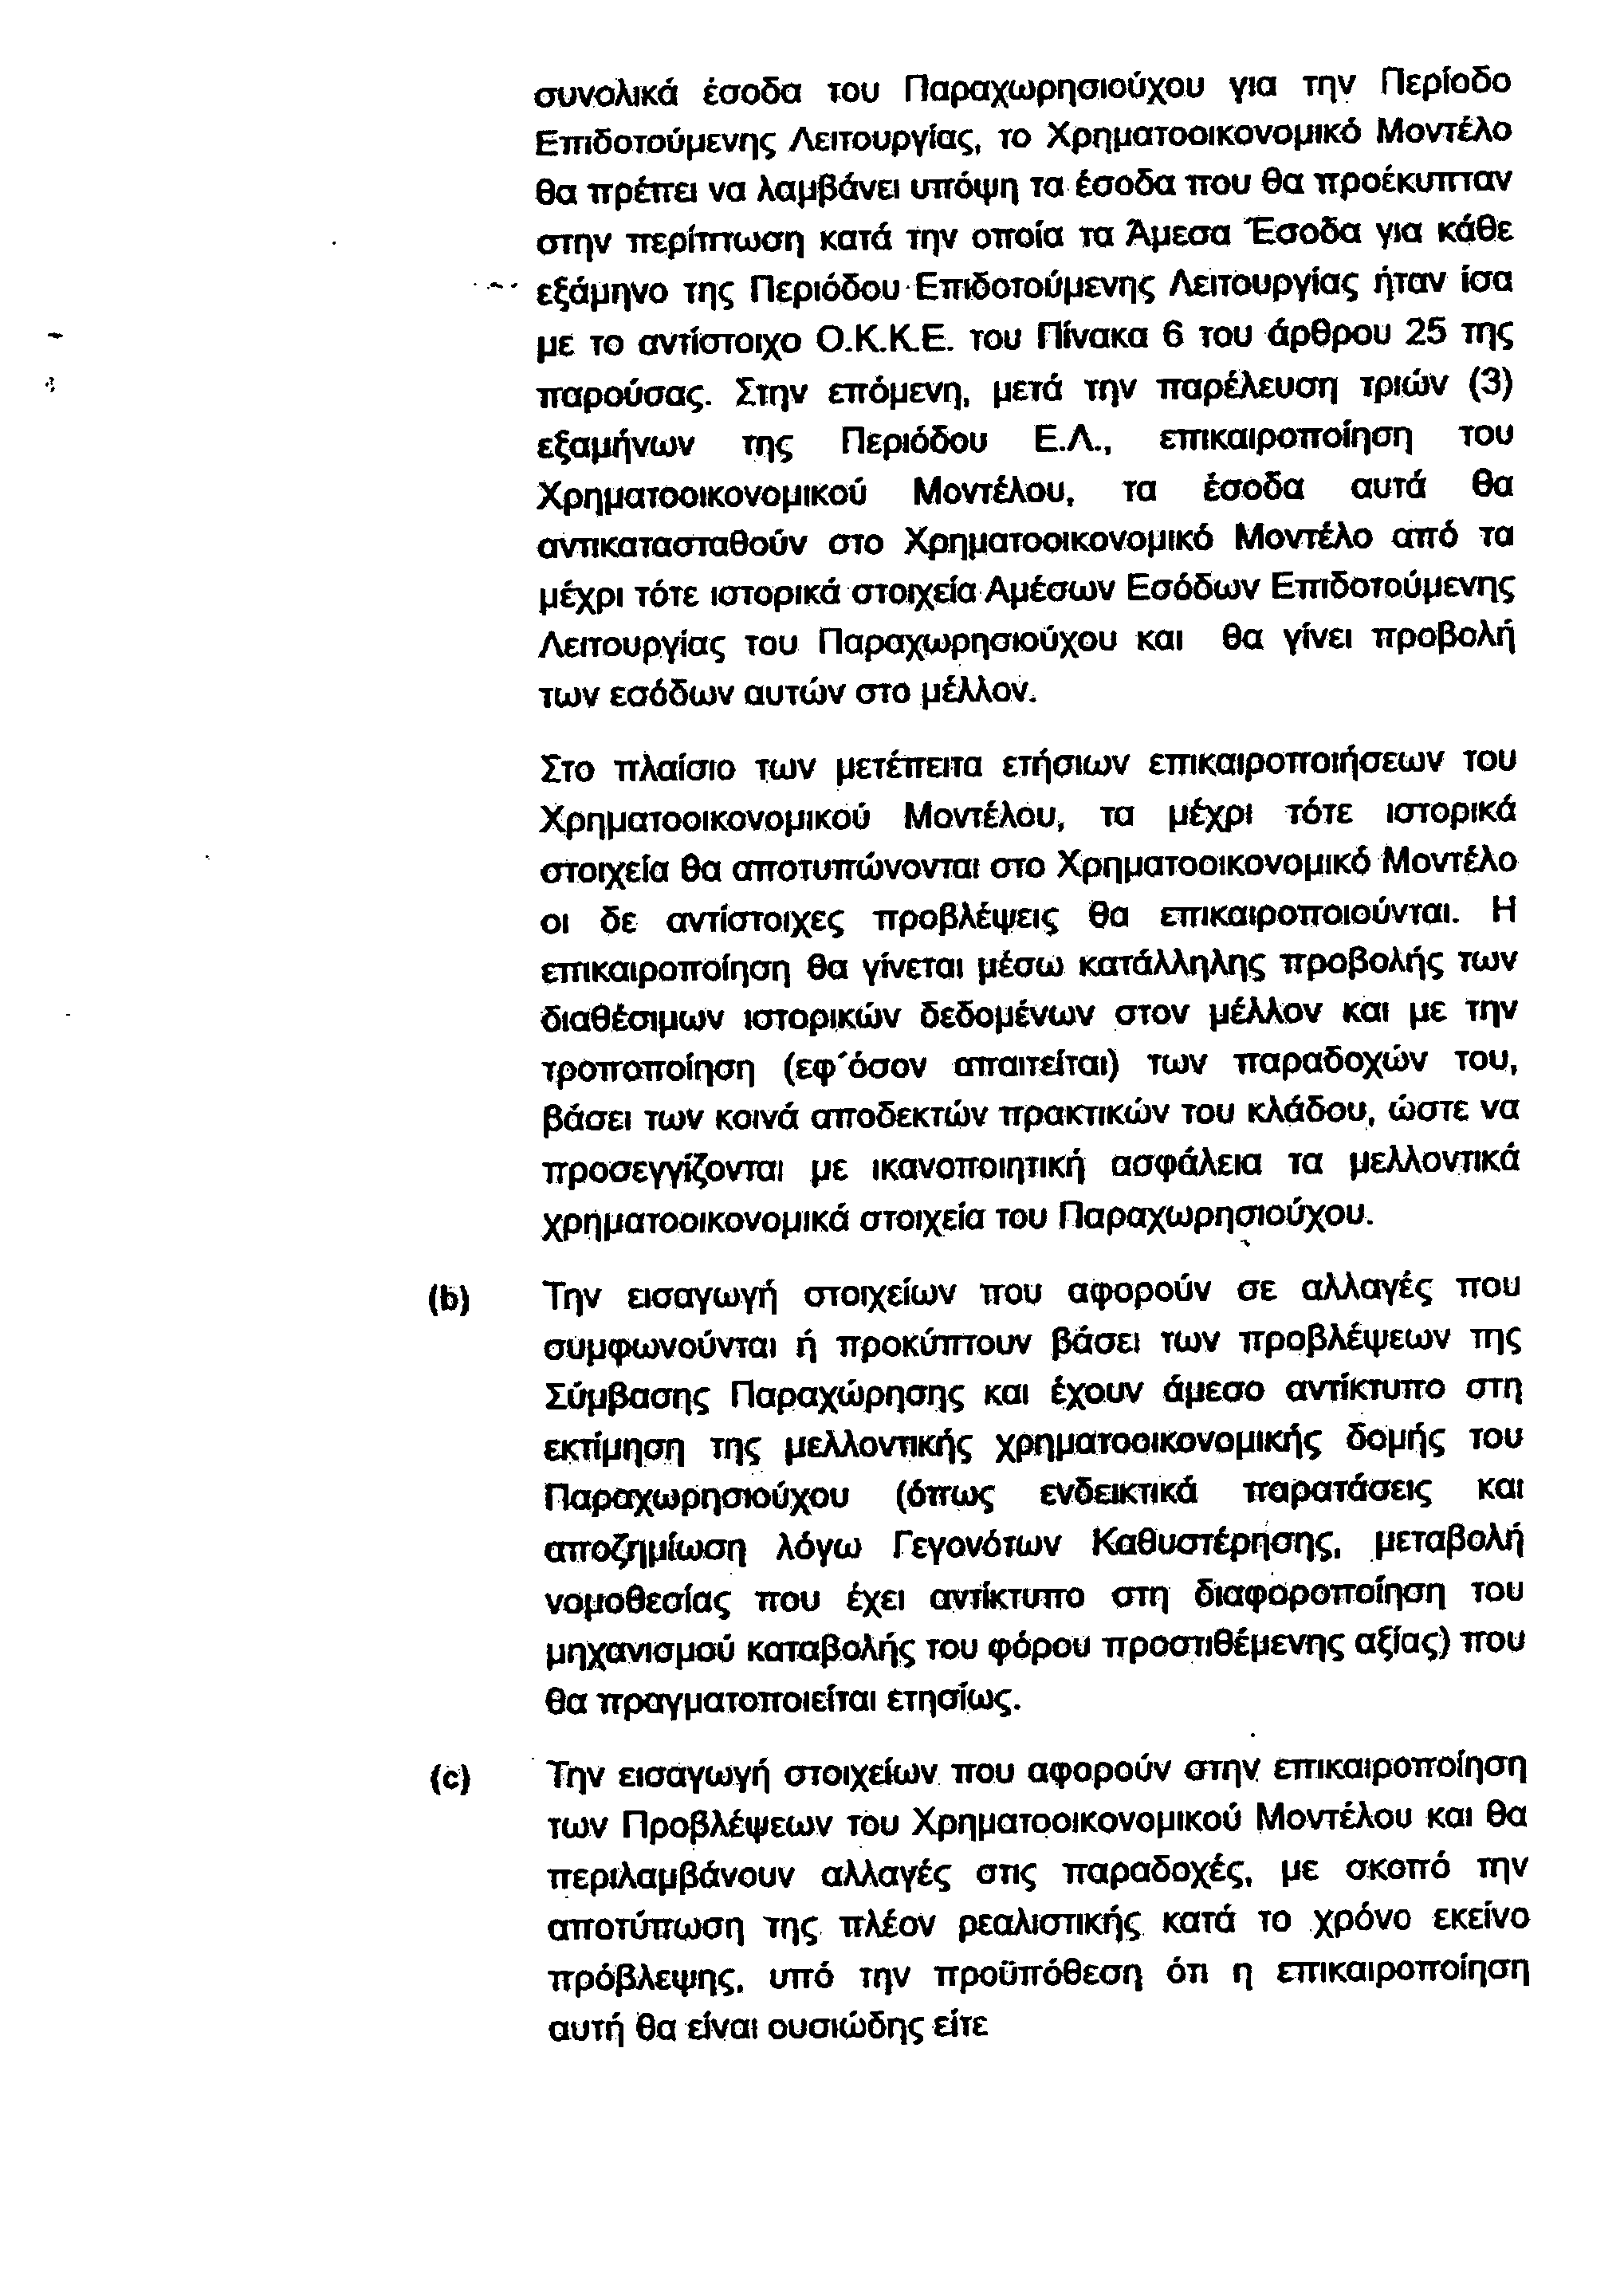 συνολικά έσοδα του Παραχωρησιούχου για την Περίοδο
Επιδοτούμενης Λειτουργίας, το Χρηματοοικονομικό Μοντέλο
θα πρέπει να λαμβάνει υπόψη τα έσοδα που θα προέκυπταν
στην περίπτωση κατά την οποία τα Άμεσα Έσοδα για κάθε
εξάμηνο της Περιόδου Επιδοτούμενης Λειτουργίας ήταν ίσα
με το αντίστοιχο Ο.Κ.Κ.Ε. του Πίνακα 6 του άρθρου 25 της
παρούσας. Στην επόμενη, μετά την παρέλευση τριών (3)
εξαμήνων της Περιόδου Ε.Λ., επικαιροποίηση του
Χρηματοοικονομικού Μοντέλου, τα έσοδα αυτά θα
αντικατασταθούν στο Χρηματοοικονομικό Μοντέλο από τα
μέχρι τότε ιστορικά στοιχεία Αμέσων Εσόδων Επιδοτούμενης
Λειτουργίας του Παραχωρησιούχου και θα γίνει προβολή
των εσόδων αυτών στο μέλλον.
Στο πλαίσιο των μετέπειτα ετήσιων επικαιροποιήσεων του
Χρηματοοικονομικού Μοντέλου, τα μέχρι τότε ιστορικά
στοιχεία θα αποτυπώνονται στο Χρηματοοικονομικό Μοντέλο
οι δε αντίστοιχες προβλέψεις θα επικαιροποιούνται. Η
επικαιροποίηση θα γίνεται μέσω κατάλληλης προβολής των
διαθέσιμων ιστορικών δεδομένων στον μέλλον και με την
τροποποίηση (εφ΄όσον απαιτείται) των παραδοχών του,
βάσει των κοινά αποδεκτών πρακτικών του κλάδου, ώστε να
προσεγγίζονται με ικανοποιητική ασφάλεια τα μελλοντικά
χρηματοοικονομικά στοιχεία του Παραχωρησιούχου.
(b) Την εισαγωγή στοιχείων που αφορούν σε αλλαγές που
συμφωνούνται ή προκύπτουν βάσει των προβλέψεων της
Σύμβασης Παραχώρησης και έχουν άμεσο αντίκτυπο στη
εκτίμηση της μελλοντικής χρηματοοικονομικής δομής του
Παραχωρησιούχου (όπως ενδεικτικά παρατάσεις και
αποζημίωση λόγω Γεγονότων Καθυστέρησης, μεταβολή
νομοθεσίας που έχει αντίκτυπο στη διαφοροποίηση του
μηχανισμού καταβολής του φόρου προστιθέμενης αξίας) που
θα πραγματοποιείται ετησίως.
(c) Την εισαγωγή στοιχείων που αφορούν στην επικαιροποίηση
των Προβλέψεων του Χρηματοοικονομικού Μοντέλου και θα
περιλαμβάνουν αλλαγές στις παραδοχές, με σκοπό την
αποτύπωση της πλέον ρεαλιστικής κατά το χρόνο εκείνο
πρόβλεψης, υπό την προϋπόθεση ότι η επικαιροποίηση
αυτή θα είναι ουσιώδης είτε